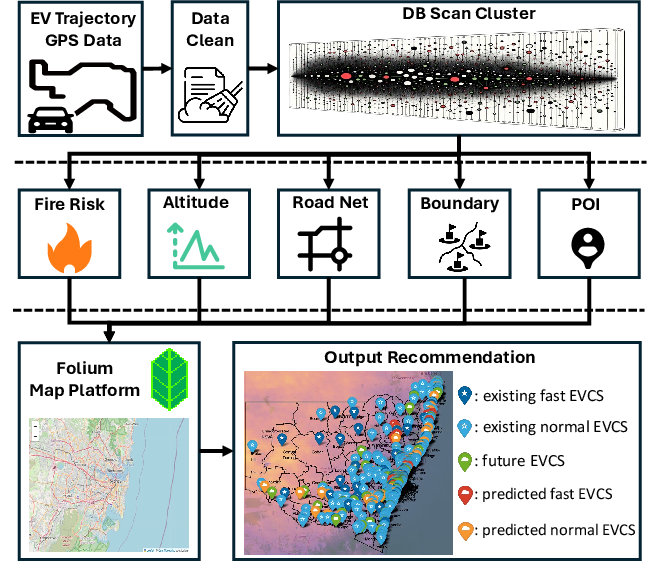 EV Trajectory
GPS Data
Data
Clean
DB Scan Cluster
Fire Risk
Altitude
Road Net
Boundary
POI
Folium
Map Platform
Output Recommendation
: existing fast EVCS
: existing normal EVCS
: future EVCS
: predicted fast EVCS
: predicted normal EVCS